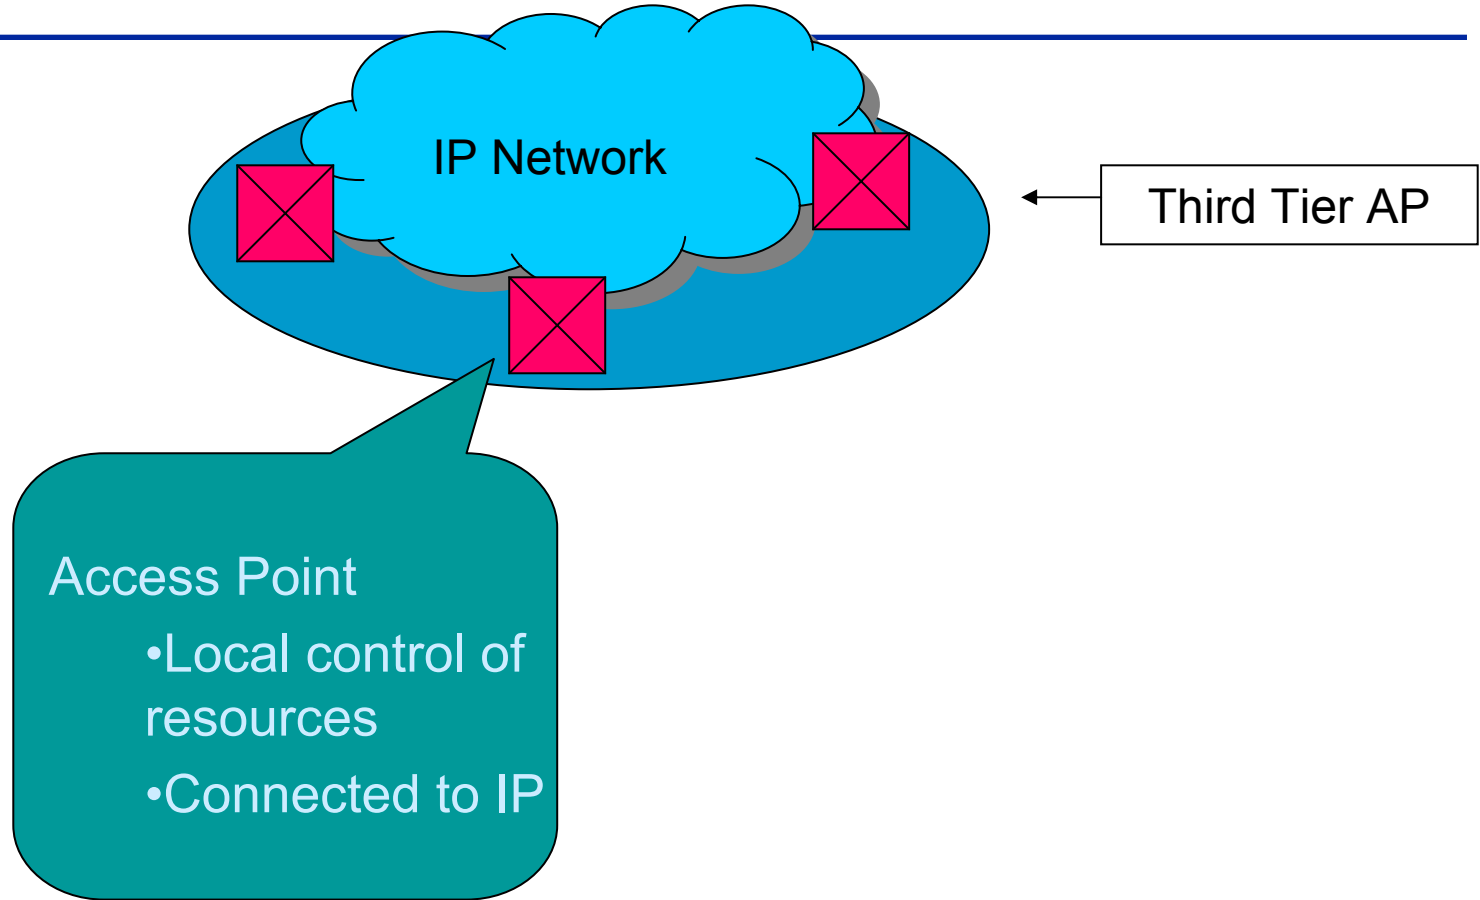 IP Network
Third Tier AP
Access Point
•Local control of
resources
•Connected to IP